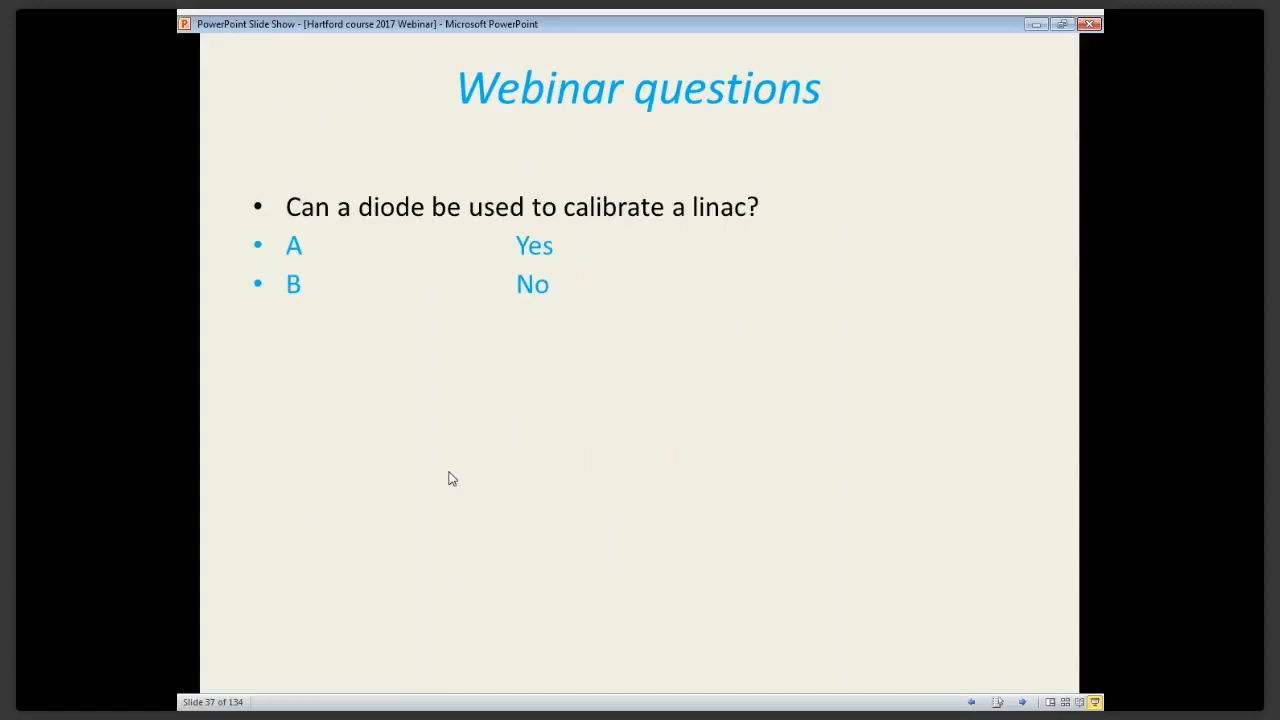 PowerPoint Slide Show - [Hartford course 2017 Webinar] - Microsoft PowerPoint
Webinar questions
• Can a diode be used to calibrate a linac?
• A Yes
• B No
Slide 37 of 134